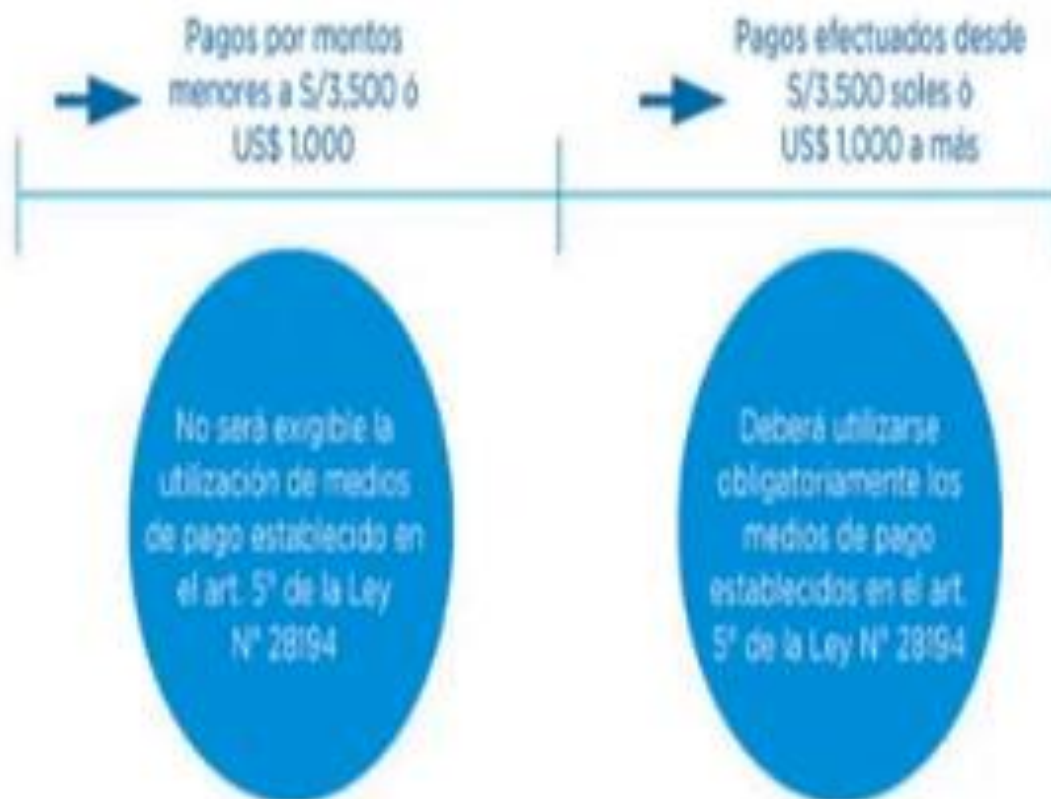 Pagos por montos
menores a S/3,500 ó
US$ 1,000
Pagos efectuados desde
S/3,500 soles ó
US$ 1,000 a más
No será exigible la
utilización de medios
de pago establecido en
el art. 5° de la Ley
N° 28194
Deberá utilizarse
obligatoriamente los
medios de pago
establecidos en el art.
5° de la Ley N° 28194